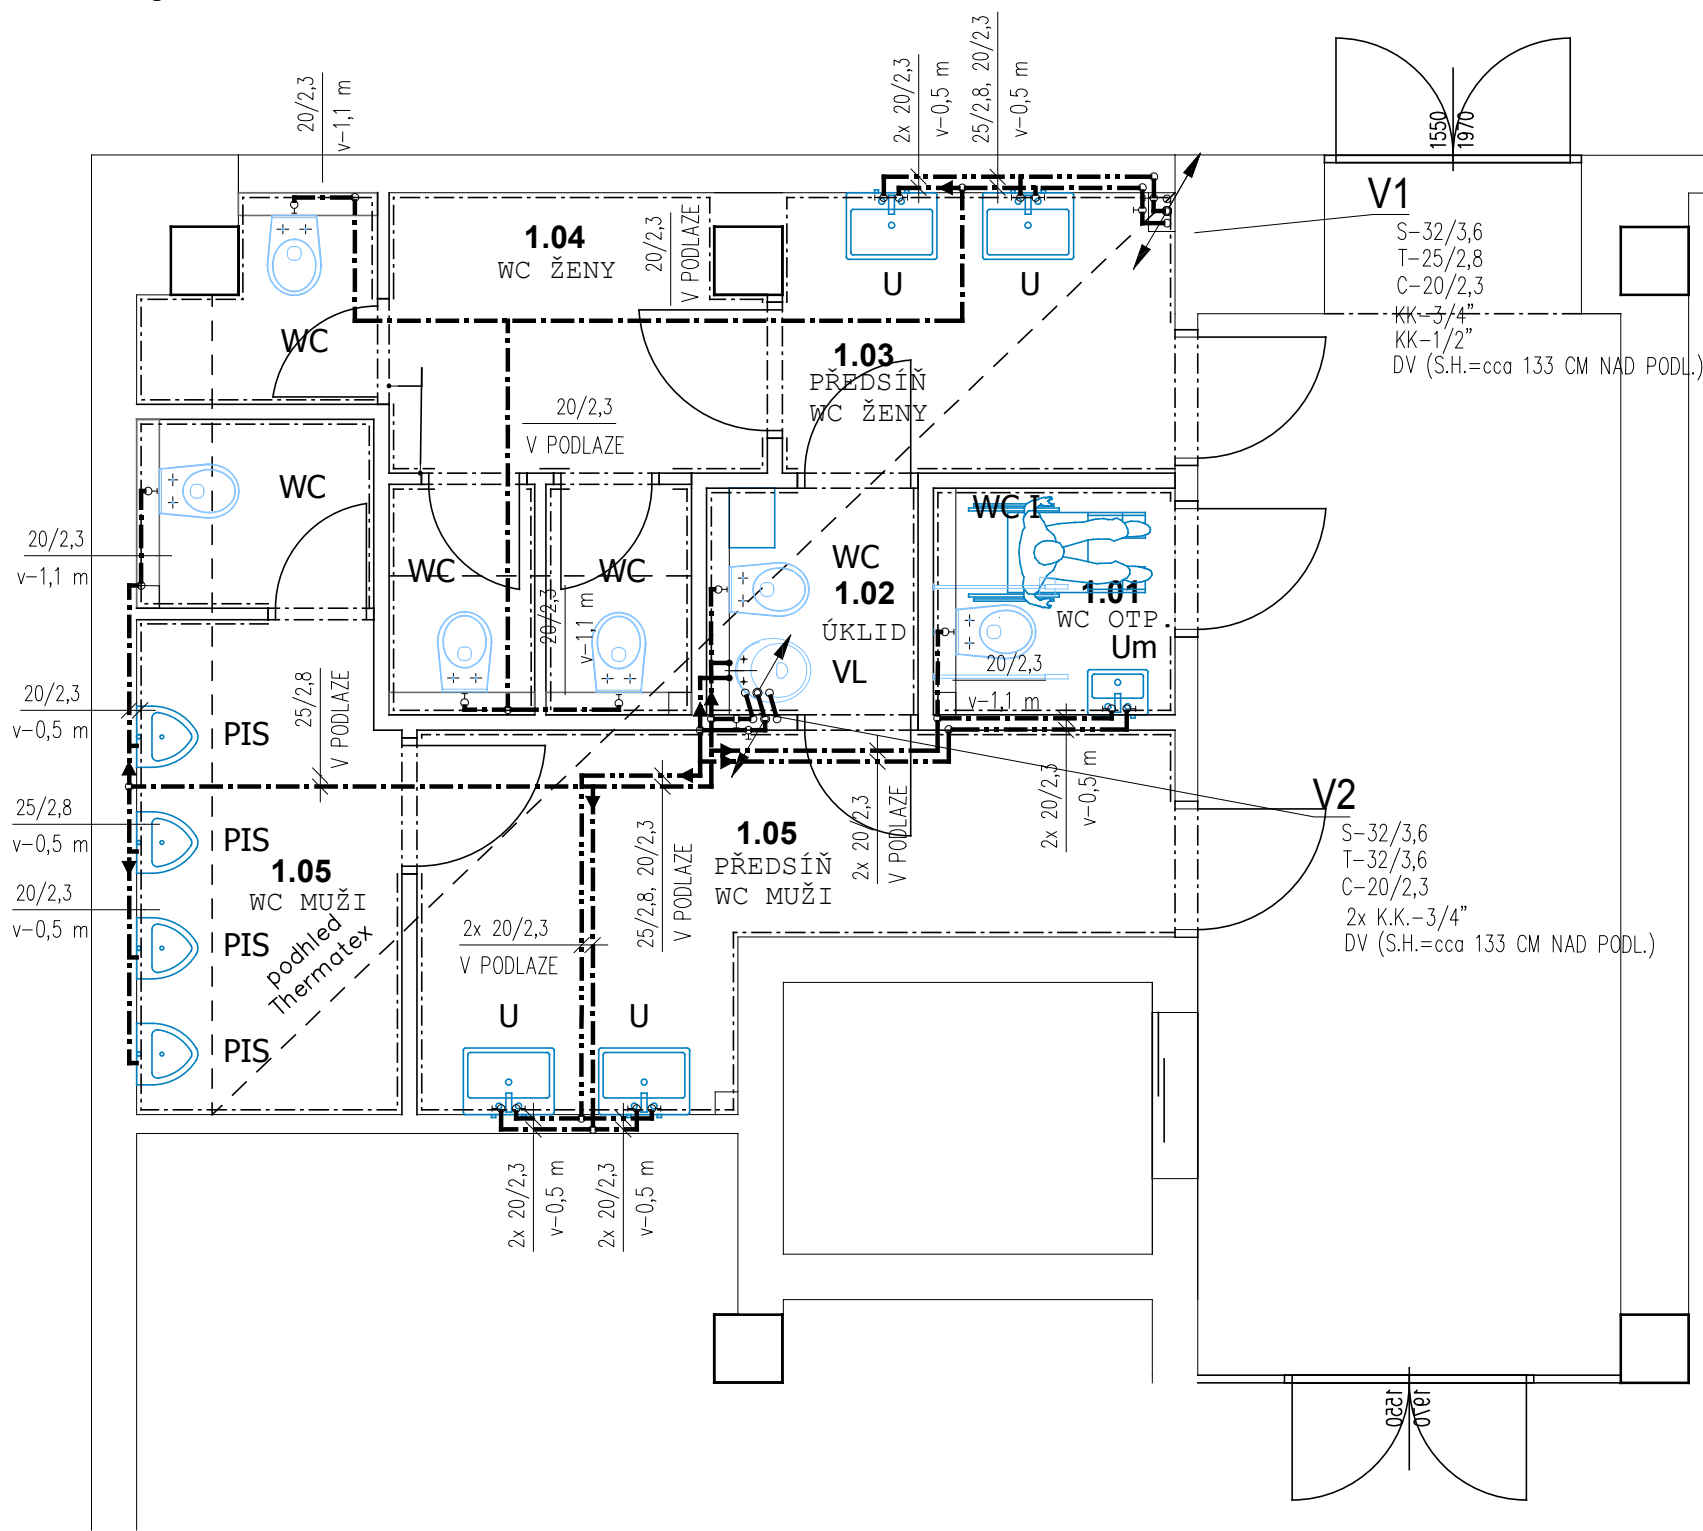 20/2,3
v-1,1 m
2x 20/2,3
v-0,5 m
25/2,8, 20/2,3
v-0,5 m
1550
1970
V1
S-32/3,6
T-25/2,8
C-20/2,3
KK-3/4"
KK-1/2"
DV (S.H.=cca 133 CM NAD PODL.)
1.04
WC ŽENY
20/2,3
V PODLAZE
U
U
WC
1.03
PŘEDSÍŇ
WC ŽENY
20/2,3
V PODLAZE
WC
20/2,3
v-1,1 m
WC
WC
20/2,3
v-1,1 m
WC
1.02
ÚKLID
VL
WC I
1.01
WC OTP.
Um
20/2,3
v-1,1 m
20/2,3
v-0,5 m
PIS
25/2,8
V PODLAZE
25/2,8
v-0,5 m
PIS
1.05
WC MUŽI
20/2,3
v-0,5 m
PIS
podhled
Thermatex
PIS
2x 20/2,3
V PODLAZE
25/2,8, 20/2,3
V PODLAZE
1.05
PŘEDSÍŇ
WC MUŽI
2x 20/2,3
V PODLAZE
2x 20/2,3
v-0,5 m
V2
S-32/3,6
T-32/3,6
C-20/2,3
2x K.K.-3/4"
DV (S.H.=cca 133 CM NAD PODL.)
U
U
2x 20/2,3
v-0,5 m
2x 20/2,3
v-0,5 m
1550
1970